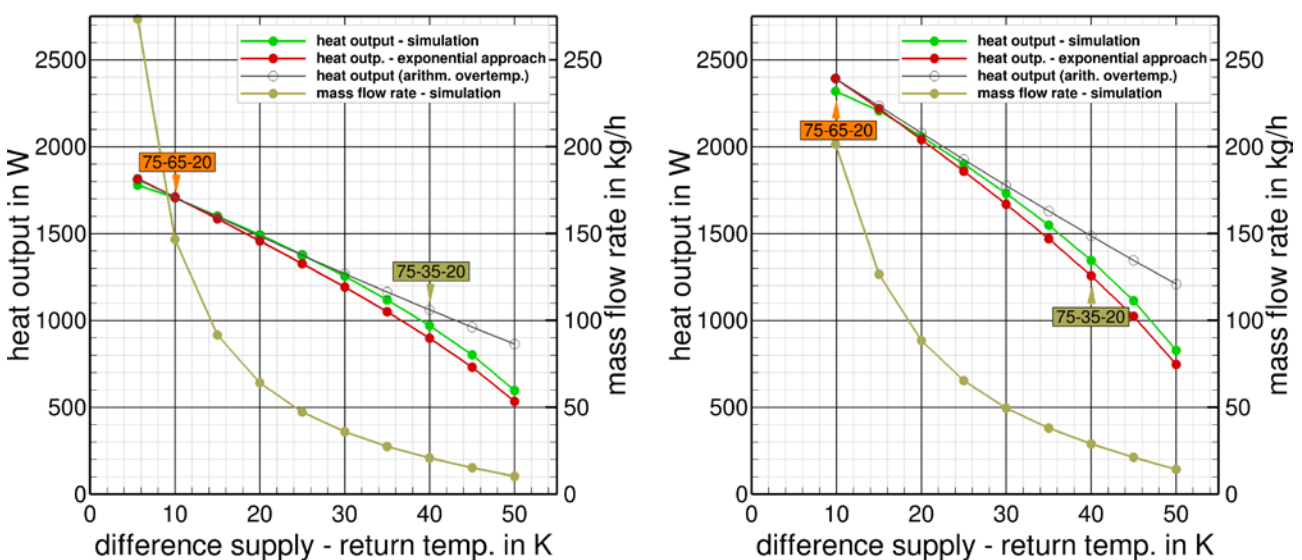 heat output - simulation
heat outp. - exponential approach
heat output (arithm. overtemp.)
mass flow rate - simulation
75-65-20
75-35-20
heat output in W
2500
2000
1500
1000
500
0
mass flow rate in kg/h
250
200
150
100
50
0
0 10 20 30 40 50
difference supply - return temp. in K
heat output - simulation
heat outp. - exponential approach
heat output (arith. overtemp.)
mass flow rate - simulation
75-65-20
75-35-20
heat output in W
2500
2000
1500
1000
500
0
mass flow rate in kg/h
250
200
150
100
50
0
0 10 20 30 40 50
difference supply - return temp. in K